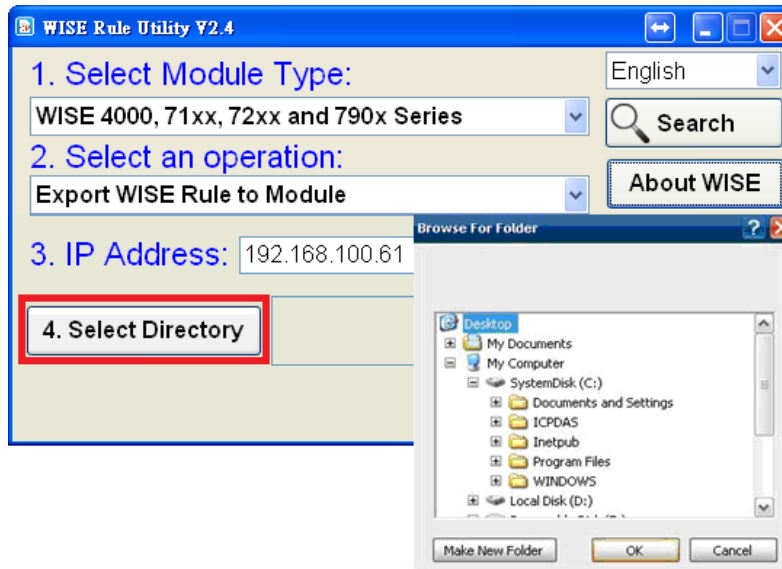 WISE Rule Utility V2.4
1. Select Module Type:
English
WISE 4000, 71xx, 72xx and 790x Series
Search
2. Select an operation:
About WISE
Export WISE Rule to Module
3. IP Address:
192.168.100.61
4. Select Directory
Browse For Folder
Desktop
My Documents
My Computer
SystemDisk (C:)
Documents and Settings
ICPDAS
Inetpub
Program Files
WINDOWS
Local Disk (D:)
Make New Folder
OK
Cancel